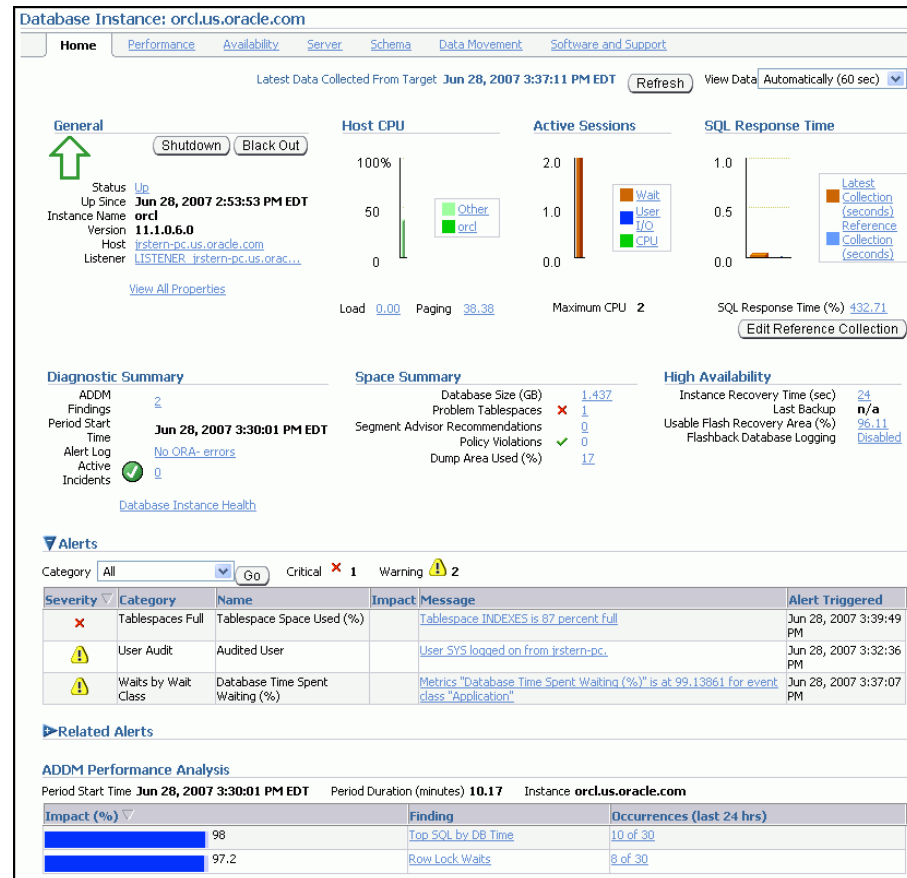 Database Instance: orcl.us.oracle.com
Home Performance Availability Server Schema Data Movement Software and Support
Latest Data Collected From Target Jun 28, 2007 3:37:11 PM EDT Refresh View Data Automatically (60 sec)
General
Shutdown Black Out
Status Up
Up Since Jun 28, 2007 2:53:53 PM EDT
Instance Name orcl
Version 11.1.0.6.0
Host jrstern-pc.us.oracle.com
Listener LISTENER_jrstern-pc.us.orac...
View All Properties
Host CPU
100%
50
0
Other
orcl
Load 0.00 Paging 38.38
Active Sessions
2.0
1.0
0.0
Wait
User
I/O
CPU
Maximum CPU 2
SQL Response Time
1.0
0.5
0.0
Latest
Collection
(seconds)
Reference
Collection
(seconds)
SQL Response Time (%) 432.71
Edit Reference Collection
Diagnostic Summary
ADDM
Findings 2
Period Start
Time Jun 28, 2007 3:30:01 PM EDT
Alert Log No ORA- errors
Active
Incidents 0
Database Instance Health
Space Summary
Database Size (GB) 1.437
Problem Tablespaces 1
Segment Advisor Recommendations 0
Policy Violations 0
Dump Area Used (%) 17
High Availability
Instance Recovery Time (sec) 24
Last Backup n/a
Usable Flash Recovery Area (%) 96.11
Flashback Database Logging Disabled
Alerts
Category All Go Critical 1 Warning 2
Severity Category Name Impact Message Alert Triggered
Tablespaces Full Tablespace Space Used (%) Tablespace INDEXES is 87 percent full Jun 28, 2007 3:39:49
PM
User Audit Audited User User SYS logged on from jrstern-pc. Jun 28, 2007 3:32:36
PM
Waits by Wait Database Time Spent Metrics "Database Time Spent Waiting (%)" is at 99.13861 for event Jun 28, 2007 3:37:07
Class Waiting (%) class "Application" PM
Related Alerts
ADDM Performance Analysis
Period Start Time Jun 28, 2007 3:30:01 PM EDT Period Duration (minutes) 10.17 Instance orcl.us.oracle.com
Impact (%) Finding Occurrences (last 24 hrs)
98 Top SQL by DB Time 10 of 30
97.2 Row Lock Waits 8 of 30